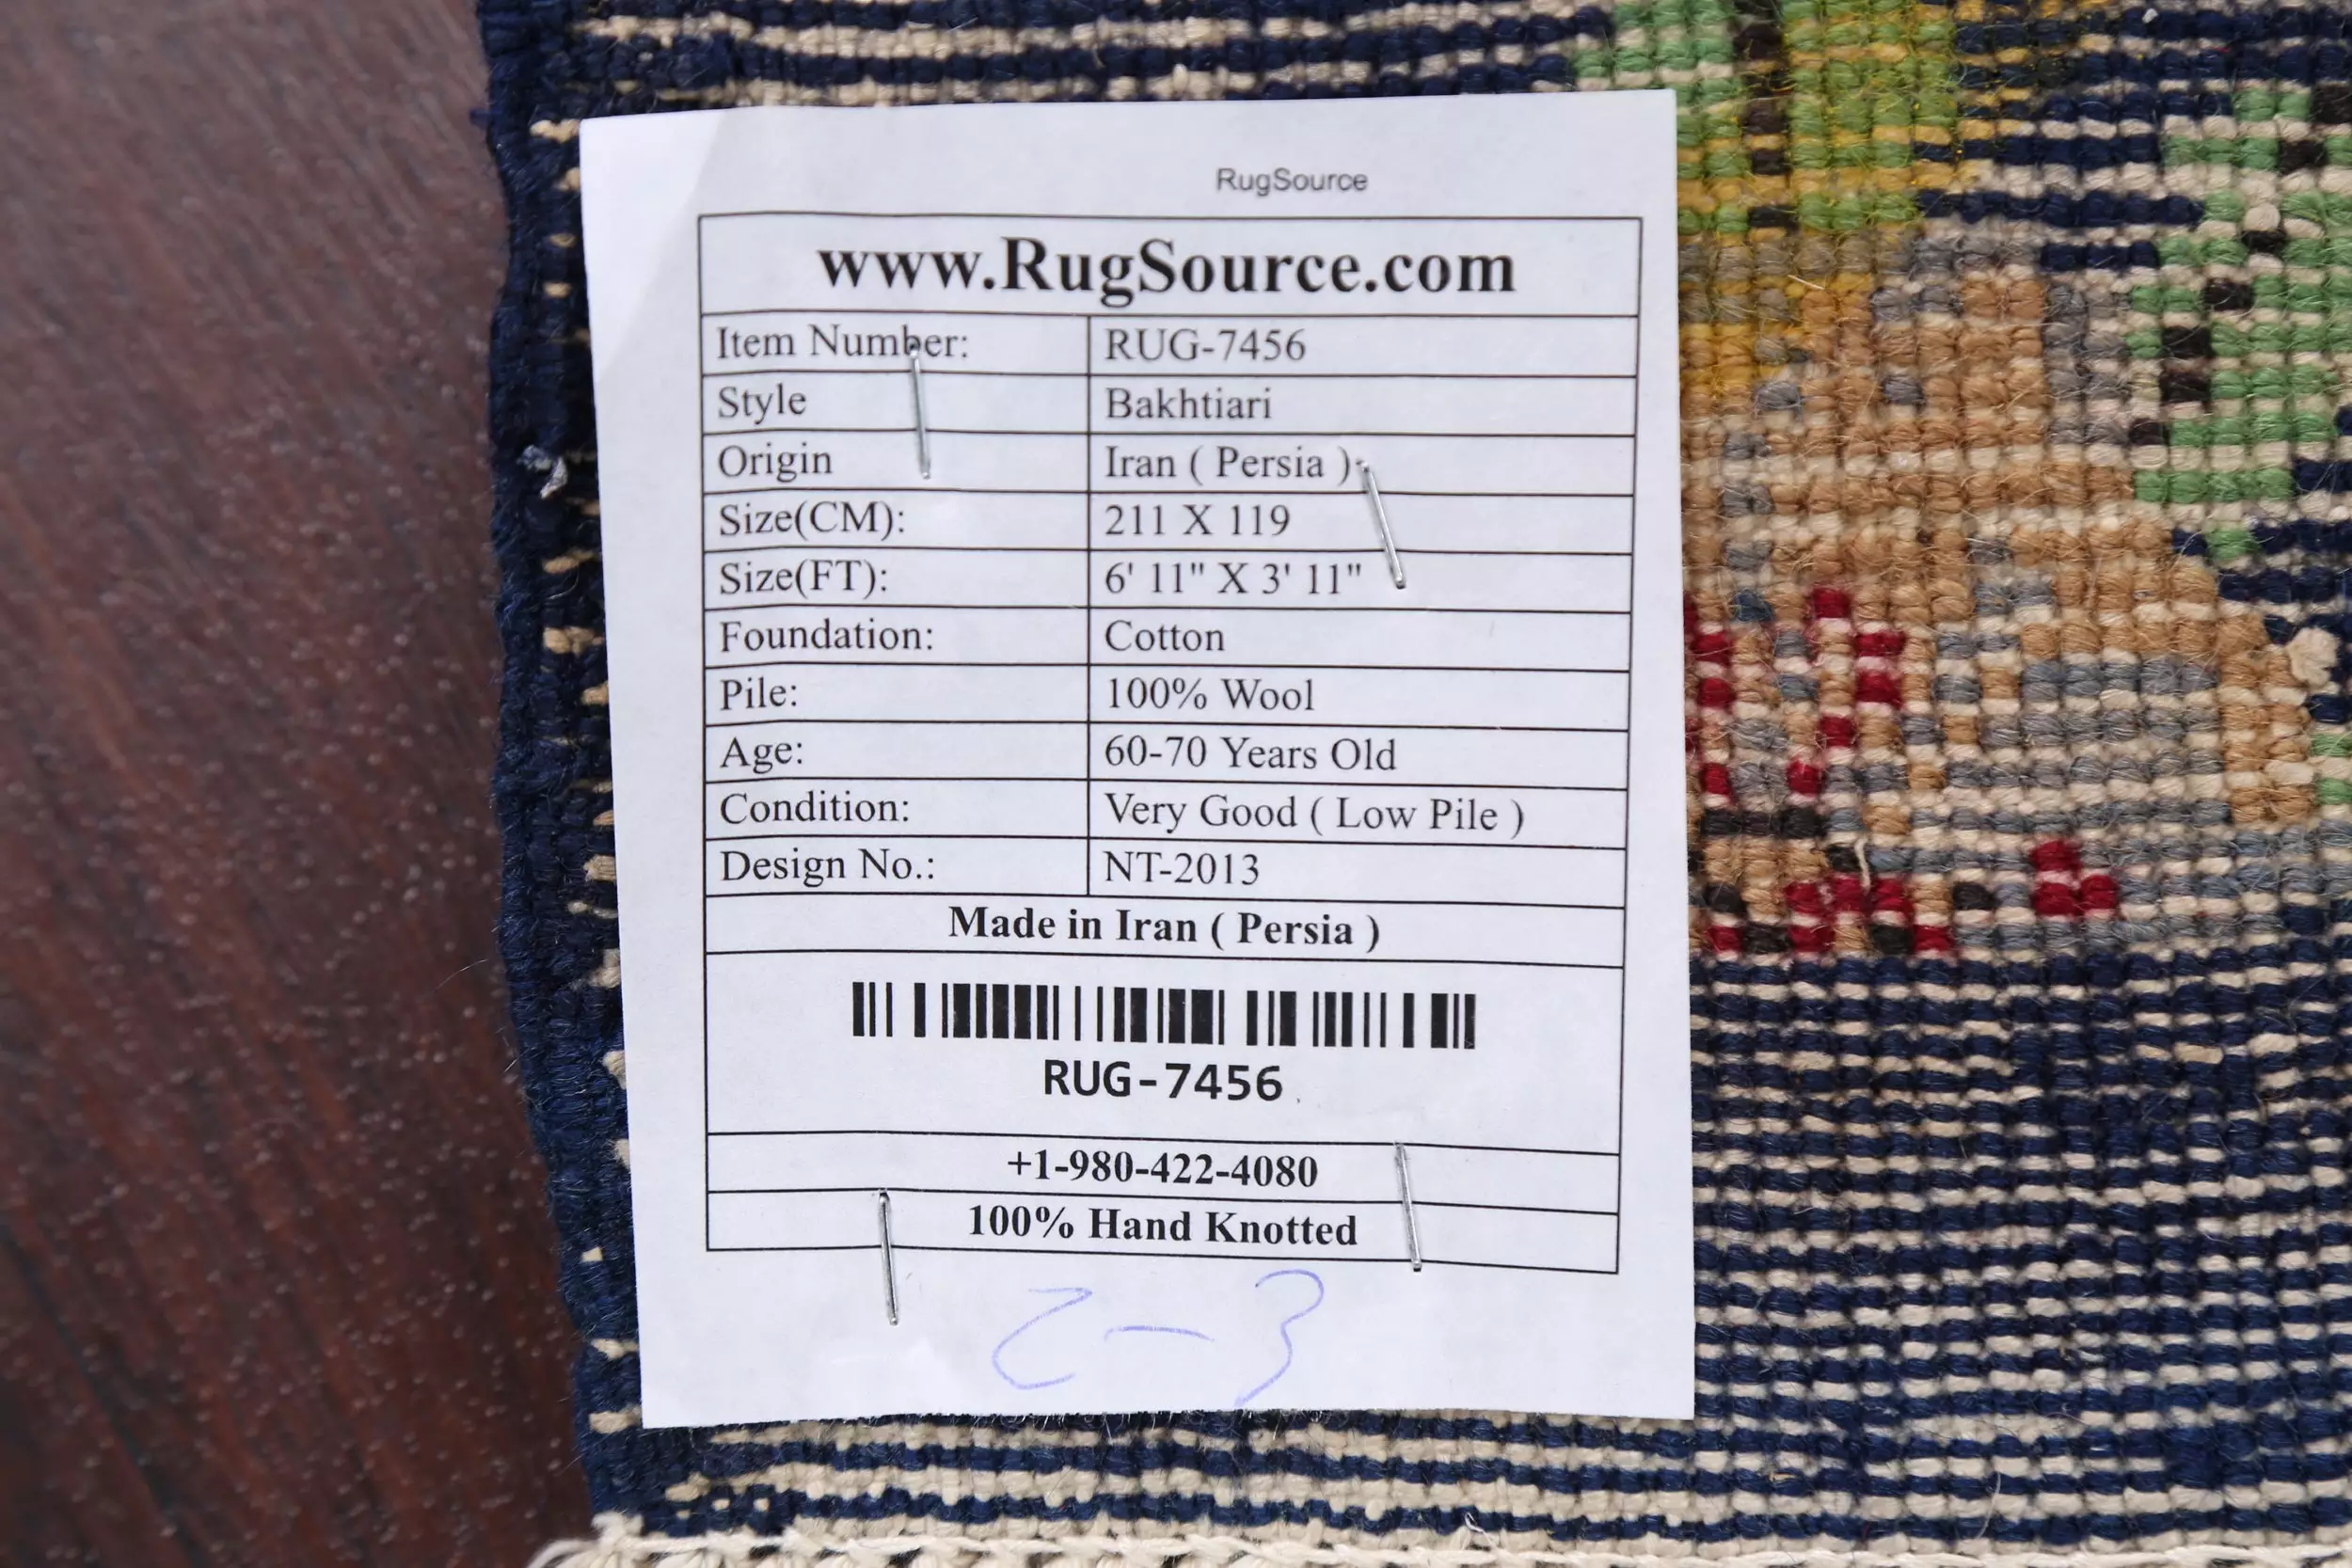 RugSource
www.RugSource.com
Item Number: RUG-7456
Style Bakhtiari
Origin Iran ( Persia )
Size(CM): 211 X 119
Size(FT): 6' 11" X 3' 11"
Foundation: Cotton
Pile: 100% Wool
Age: 60-70 Years Old
Condition: Very Good ( Low Pile )
Design No.: NT-2013
Made in Iran ( Persia )
RUG-7456
+1-980-422-4080
100% Hand Knotted